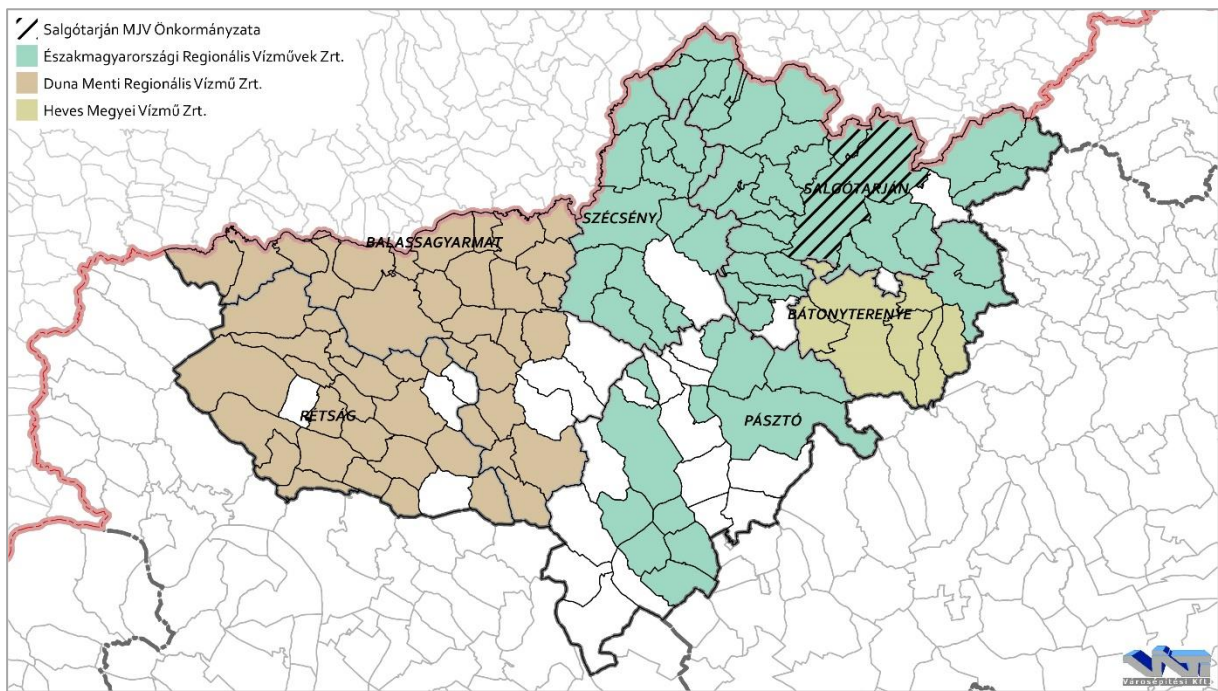 Salgótarján MJV Önkormányzata
Északmagyarországi Regionális Vízművek Zrt.
Duna Menti Regionális Vízmű Zrt.
Heves Megyei Vízmű Zrt.
SALGÓTARJÁN
SZÉCSÉNY
BALASSAGYARMAT
BÁTONYTERENYE
RÉTSÁG
PÁSZTÓ
VÁTI
Városépítési Kft.